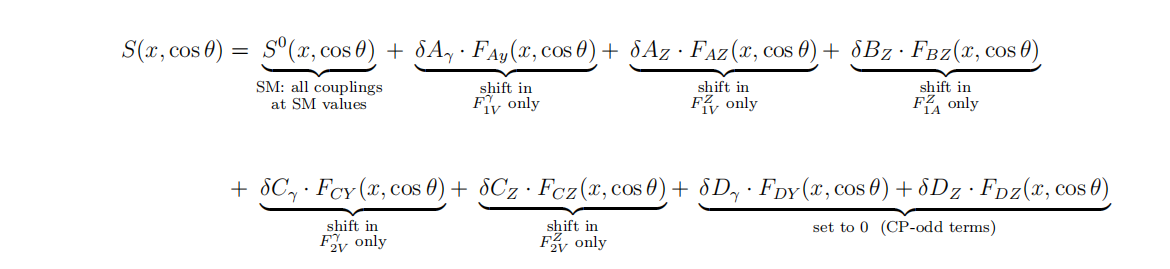 S(x, cos θ) = S⁰(x, cos θ) + δA_γ · F_{Ay}(x, cos θ) + δA_Z · F_{AZ}(x, cos θ) + δB_Z · F_{BZ}(x, cos θ)
SM: all couplings shift in shift in shift in
at SM values F^γ_{1V} only F^Z_{1V} only F^Z_{1A} only
+ δC_γ · F_{CY}(x, cos θ) + δC_Z · F_{CZ}(x, cos θ) + δD_γ · F_{DY}(x, cos θ) + δD_Z · F_{DZ}(x, cos θ)
shift in shift in set to 0 (CP-odd terms)
F^γ_{2V} only F^Z_{2V} only